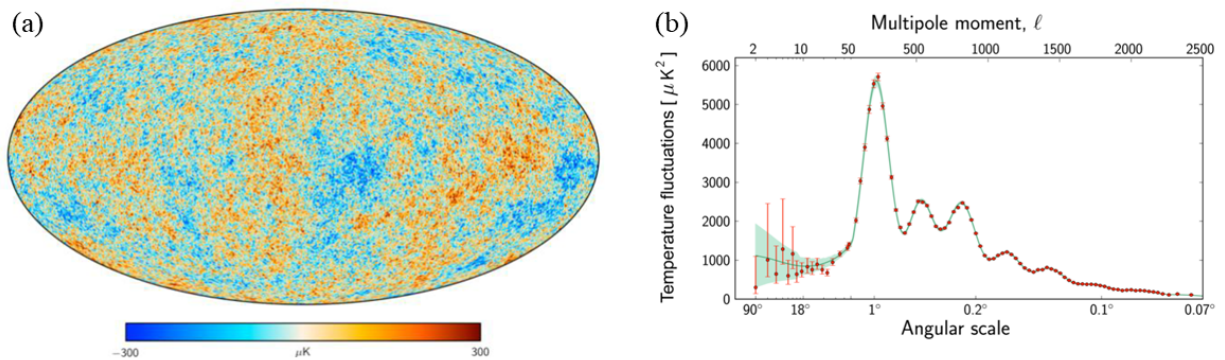 (a)
−300 μK 300
(b)
Multipole moment, ℓ
2 10 50 500 1000 1500 2000 2500
Temperature fluctuations [ μK² ]
6000
5000
4000
3000
2000
1000
0
90° 18° 1° 0.2° 0.1° 0.07°
Angular scale